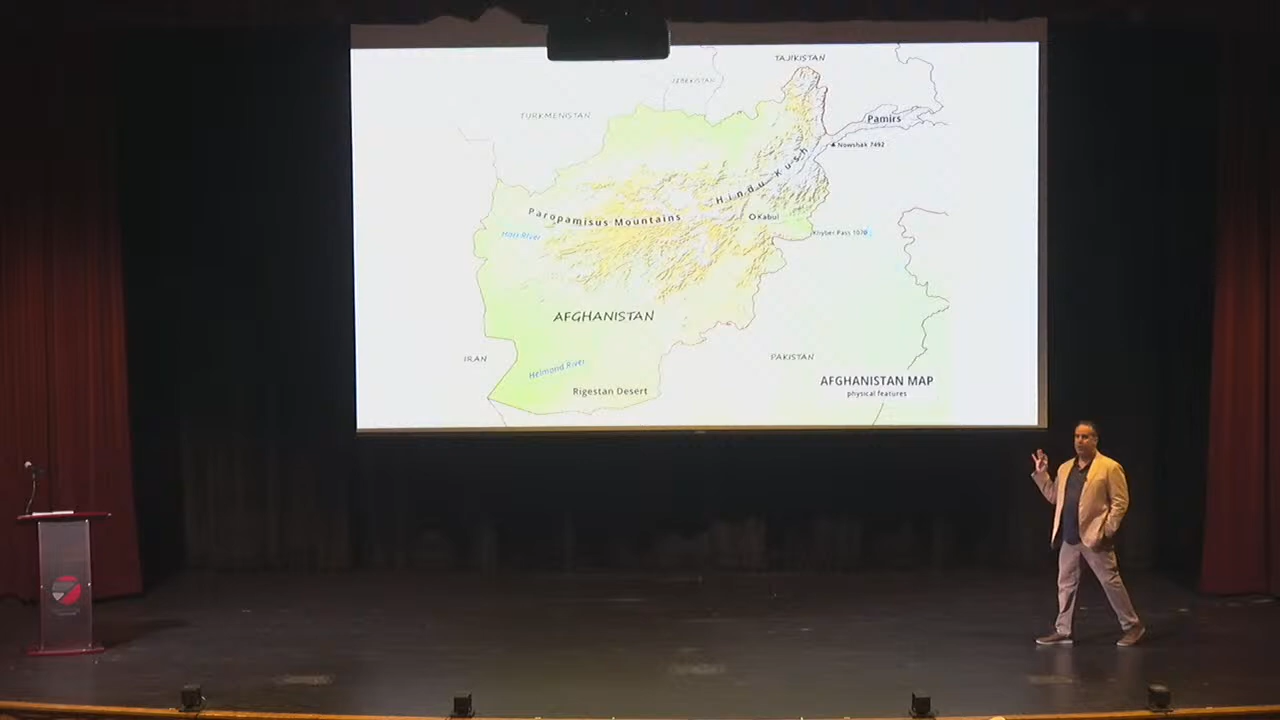 TAJIKISTAN
UZBEKISTAN
TURKMENISTAN
Pamirs
Nowshak 7492
Hindu Kush
Paropamisus Mountains
Kabul
Hari River
Khyber Pass 1070
AFGHANISTAN
IRAN
PAKISTAN
Helmond River
AFGHANISTAN MAP
Rigestan Desert
physical features